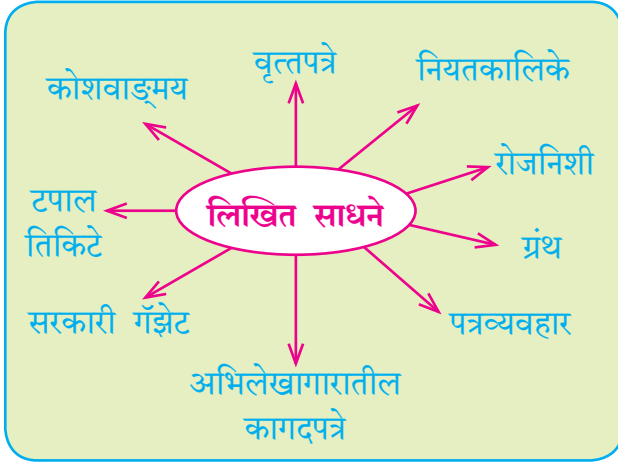 वृत्तपत्रे
नियतकालिके
कोशवाङ्मय
रोजनिशी
टपाल
तिकिटे
लिखित साधने
ग्रंथ
सरकारी गॅझेट
पत्रव्यवहार
अभिलेखागारातील
कागदपत्रे